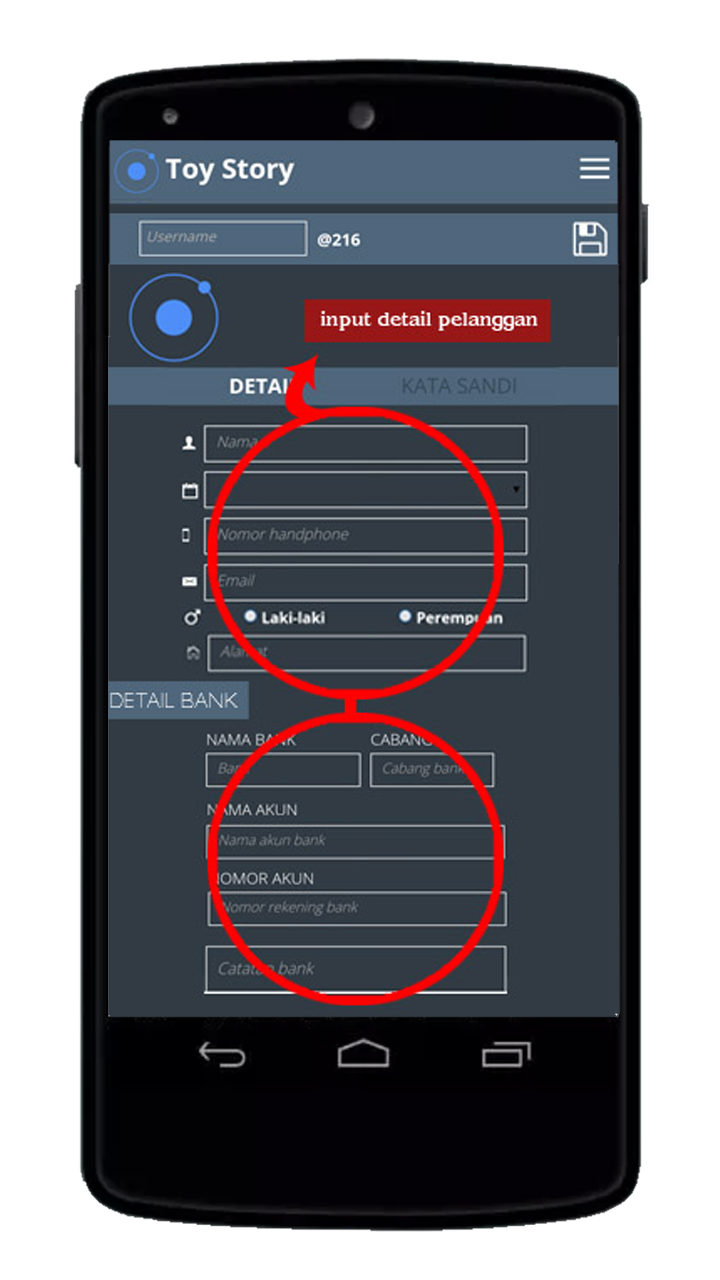 Toy Story
Username @216
input detail pelanggan
DETAIL KATA SANDI
Nama
Nomor handphone
Email
Laki-laki Perempuan
Alamat
DETAIL BANK
NAMA BANK CABANG
Bank Cabang bank
NAMA AKUN
Nama akun bank
NOMOR AKUN
Nomor rekening bank
Catatan bank